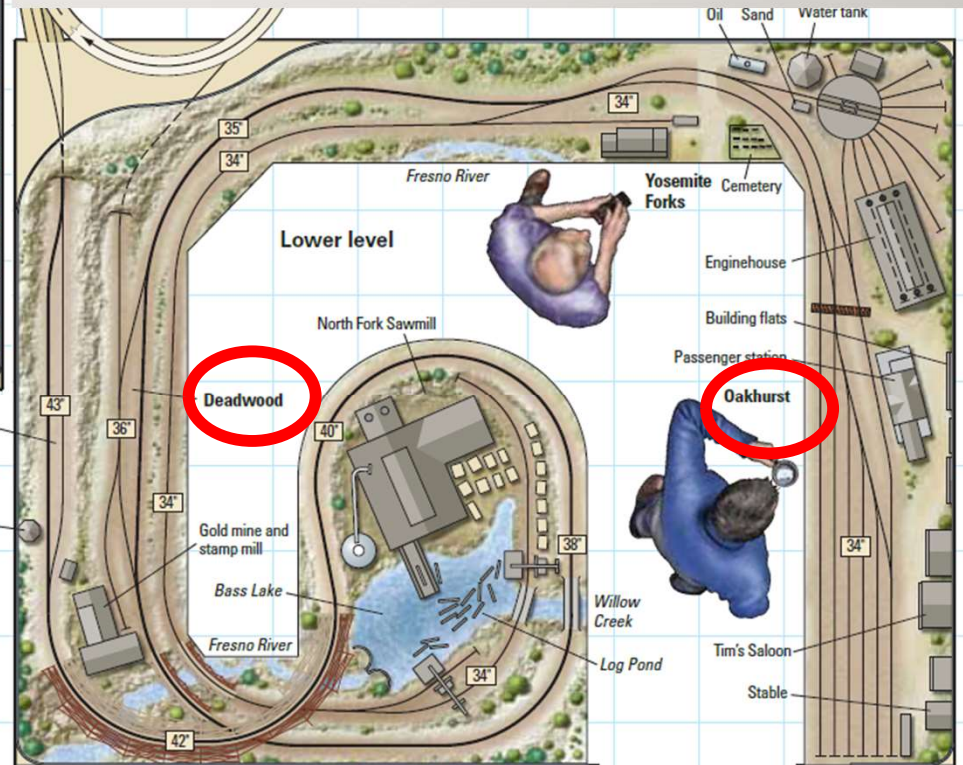 Oil
Sand
Water tank
34"
35"
34"
Fresno River
Yosemite
Forks
Cemetery
Lower level
Enginehouse
North Fork Sawmill
Building flats
Passenger station
Deadwood
Oakhurst
43"
36"
40"
34"
Gold mine and
stamp mill
38"
34"
Bass Lake
Willow
Creek
Fresno River
Log Pond
Tim's Saloon
34"
Stable
42"